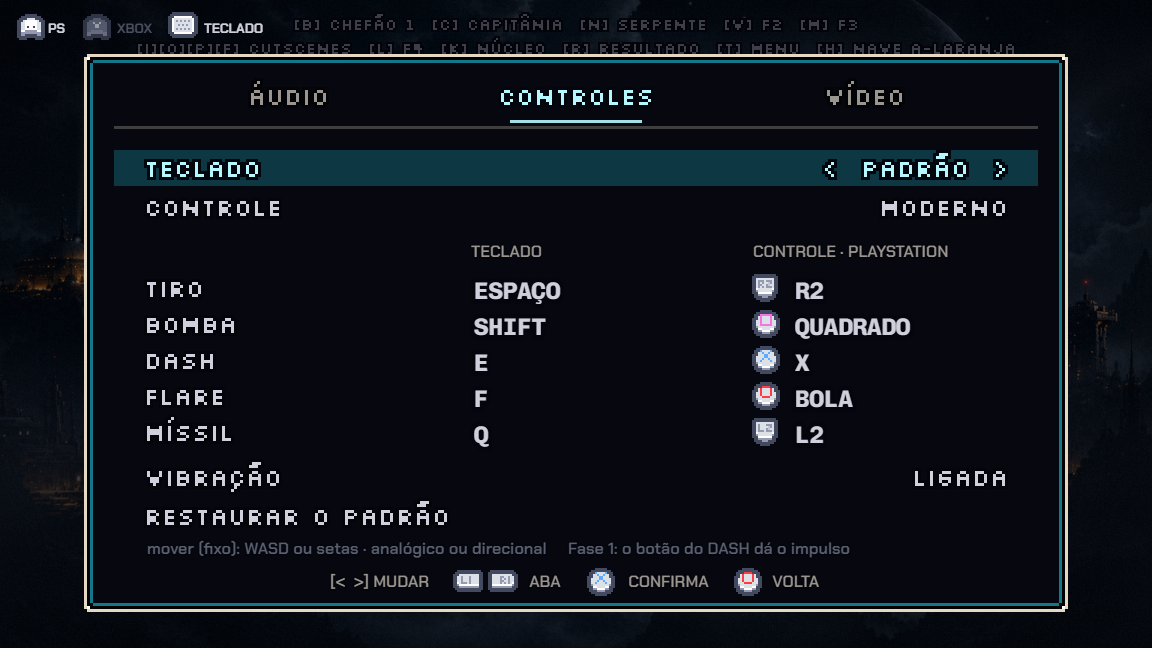 PS XBOX TECLADO [B] CHEFÃO 1 [C] CAPITÂNIA [N] SERPENTE [V] F2 [M] F3
[I][O][P][F] CUTSCENES [L] F4 [K] NÚCLEO [R] RESULTADO [T] MENU [H] NAVE A-LARANJA
ÁUDIO CONTROLES VÍDEO
TECLADO < PADRÃO >
CONTROLE MODERNO
TECLADO CONTROLE · PLAYSTATION
TIRO ESPAÇO R2 R2
BOMBA SHIFT QUADRADO
DASH E X
FLARE F BOLA
MÍSSIL Q L2 L2
VIBRAÇÃO LIGADA
RESTAURAR O PADRÃO
mover (fixo): WASD ou setas · analógico ou direcional Fase 1: o botão do DASH dá o impulso
[< >] MUDAR L1 R1 ABA CONFIRMA VOLTA